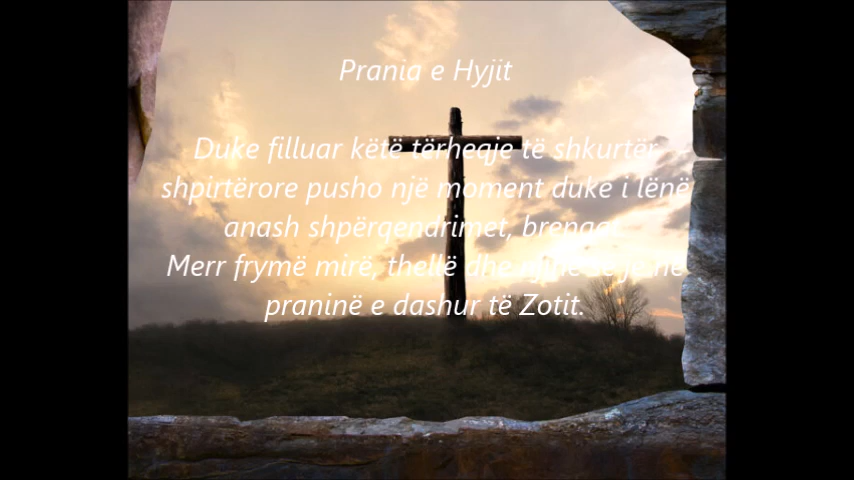 Prania e Hyjit
Duke filluar këtë tërheqje të shkurtër
shpirtërore pusho një moment duke i lënë
anash shpërqendrimet, brengat.
Merr frymë mirë, thellë dhe në
praninë e dashur të Zotit.